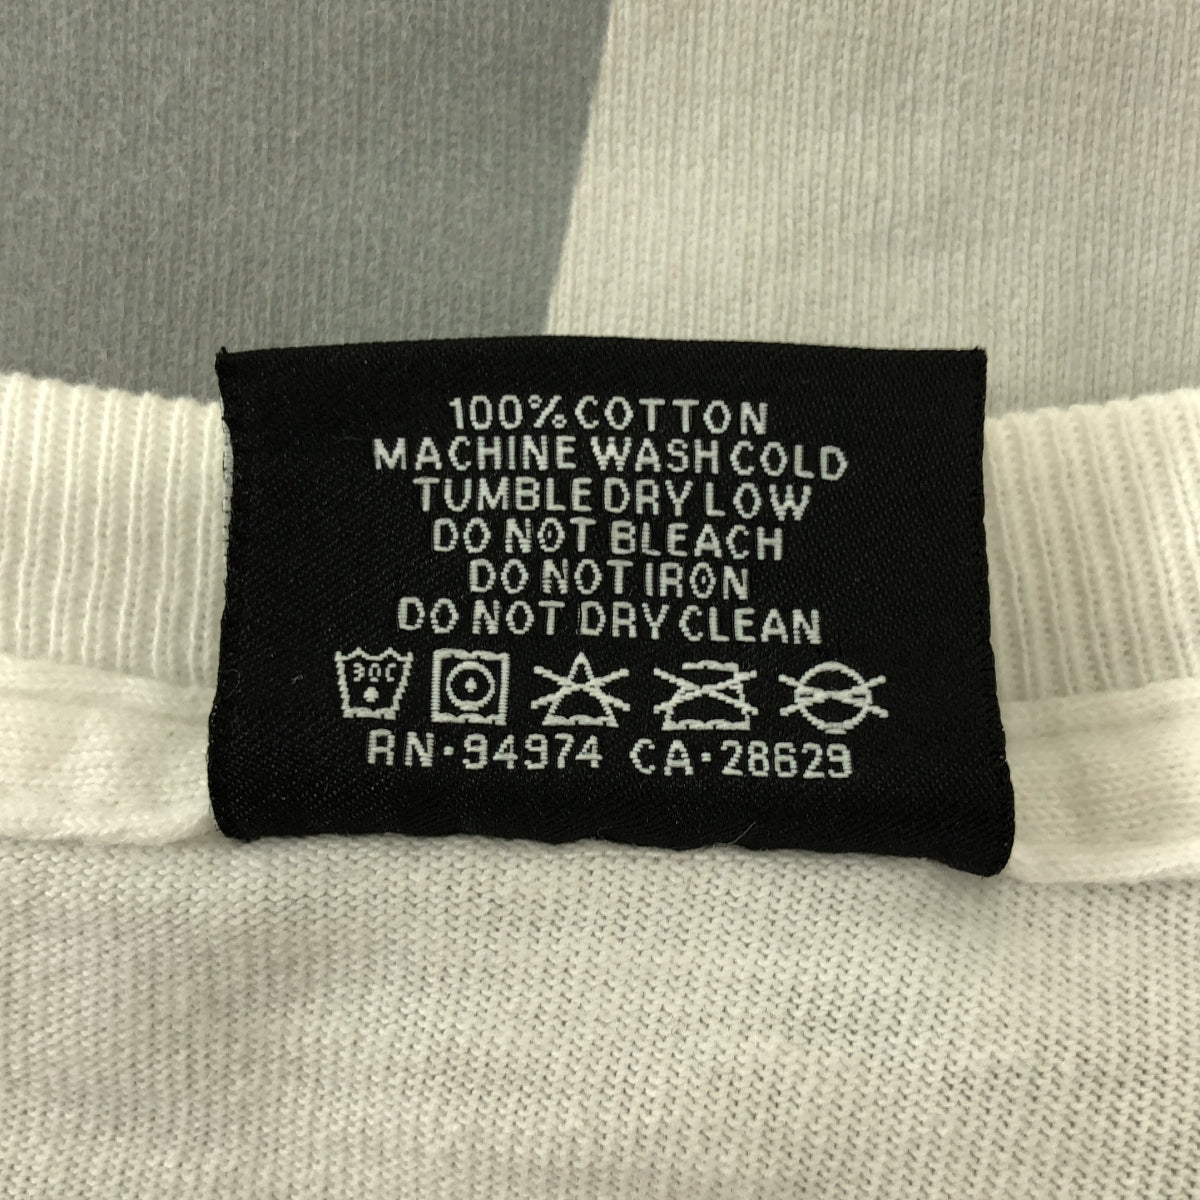 100% COTTON
MACHINE WASH COLD
TUMBLE DRY LOW
DO NOT BLEACH
DO NOT IRON
DO NOT DRY CLEAN
30C
RN·94974 CA·28629